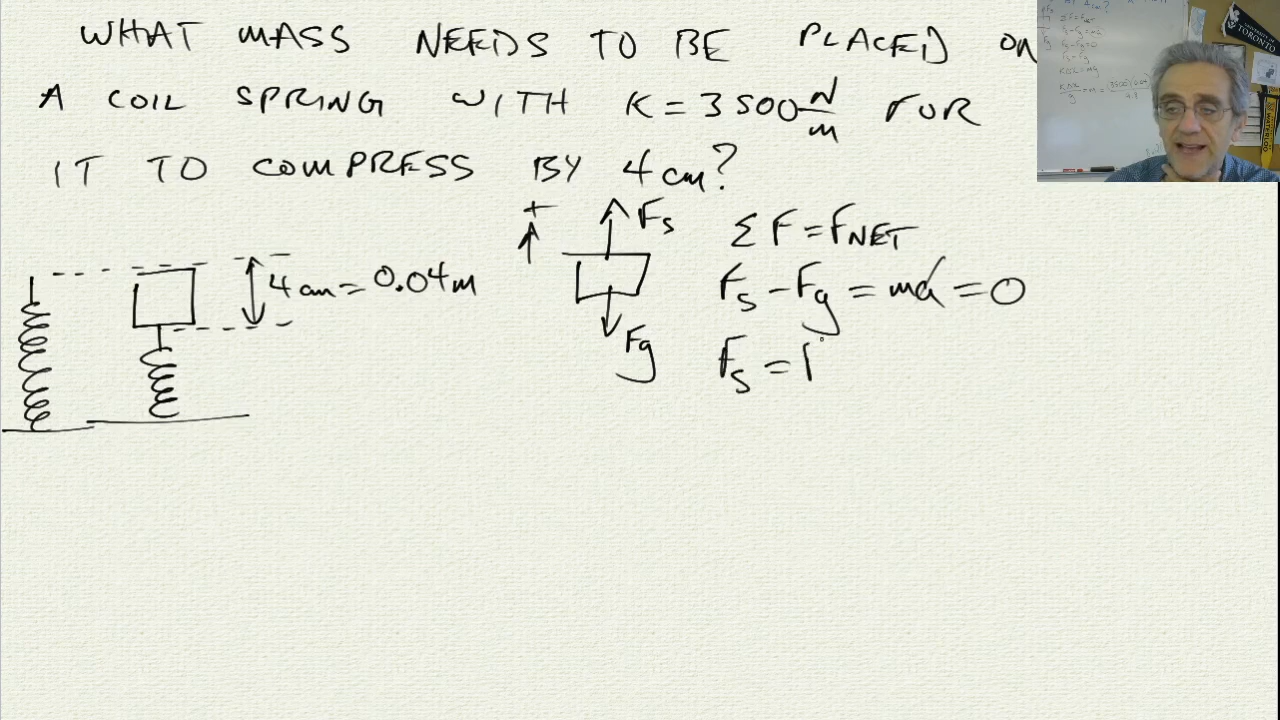 WHAT MASS NEEDS TO BE PLACED ON
A COIL SPRING WITH K = 3500 N/m FOR
IT TO COMPRESS BY 4 cm?
+
Fs
Fg
4 cm = 0.04 m
Σ F = FNET
Fs - Fg = ma = 0
Fs =
TORONTO